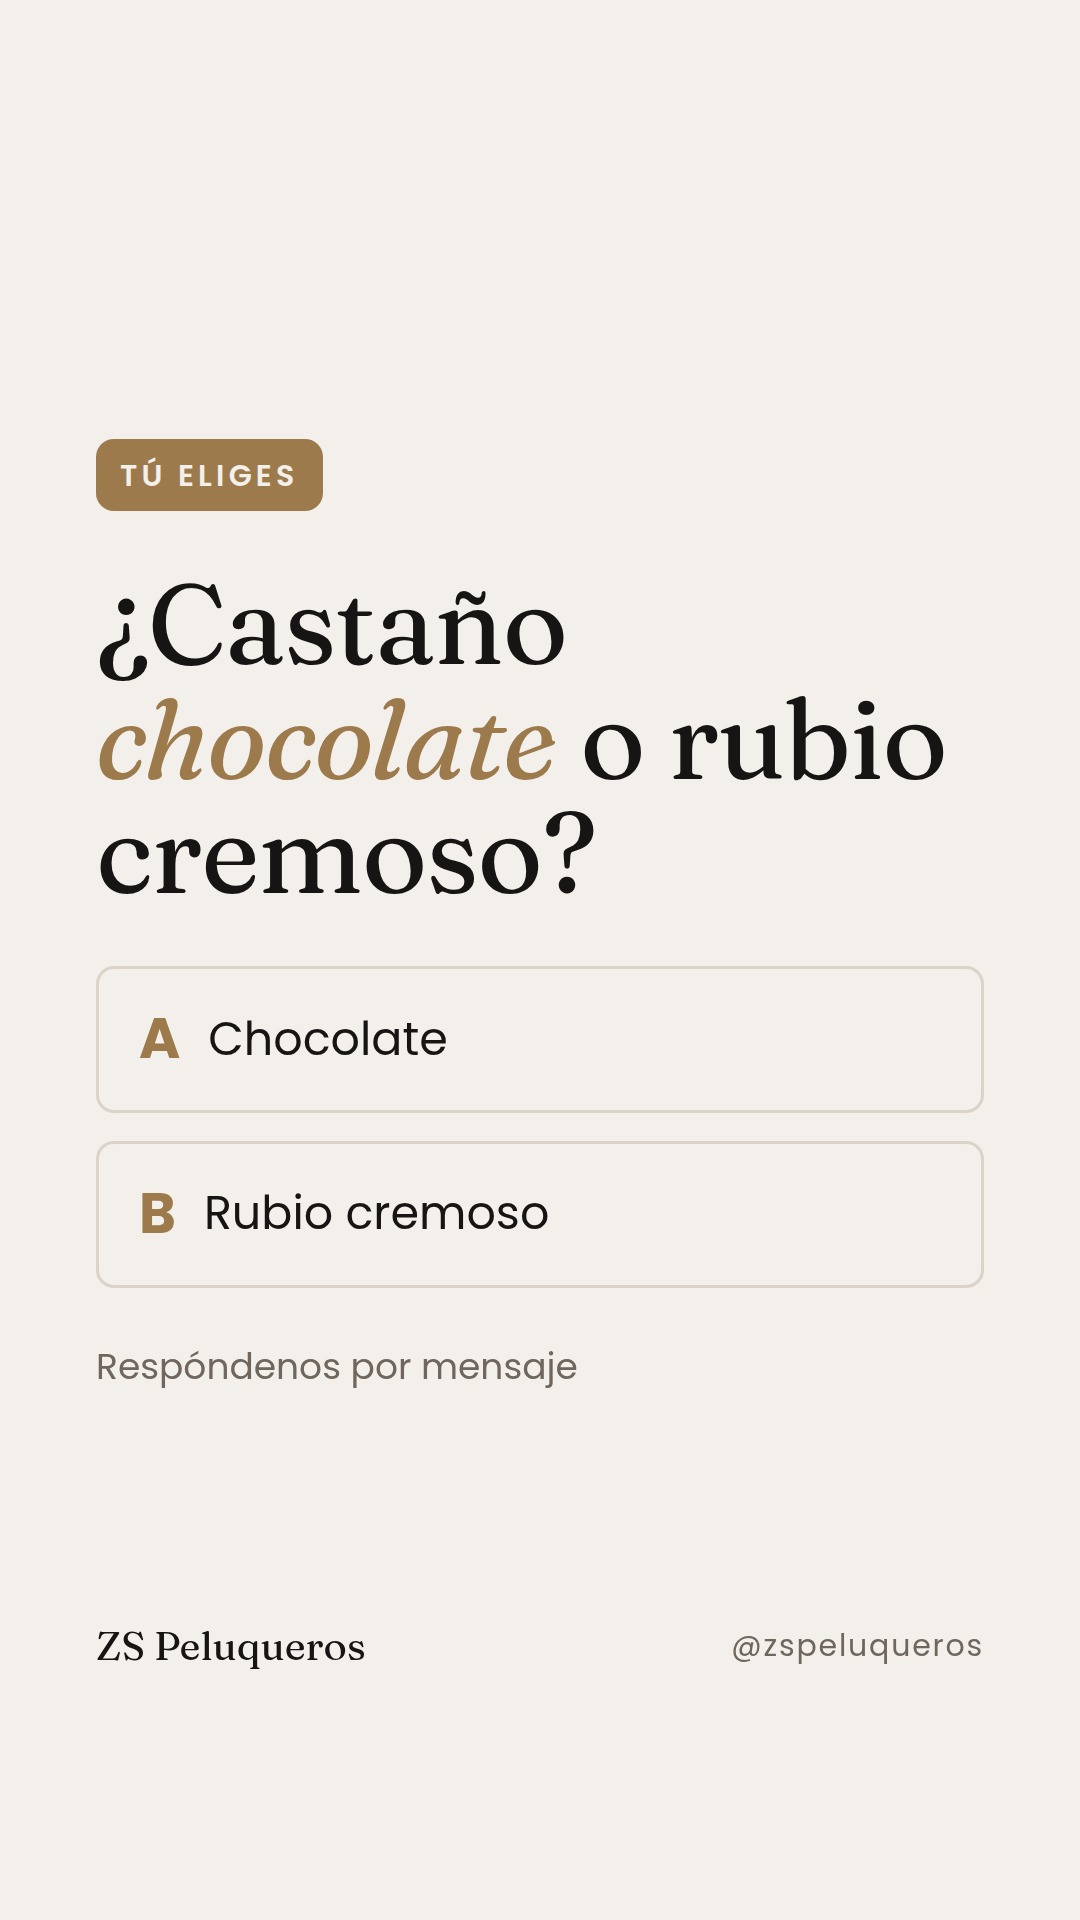 TÚ ELIGES
¿Castaño
chocolate o rubio
cremoso?
A Chocolate
B Rubio cremoso
Respóndenos por mensaje
ZS Peluqueros
@zspeluqueros